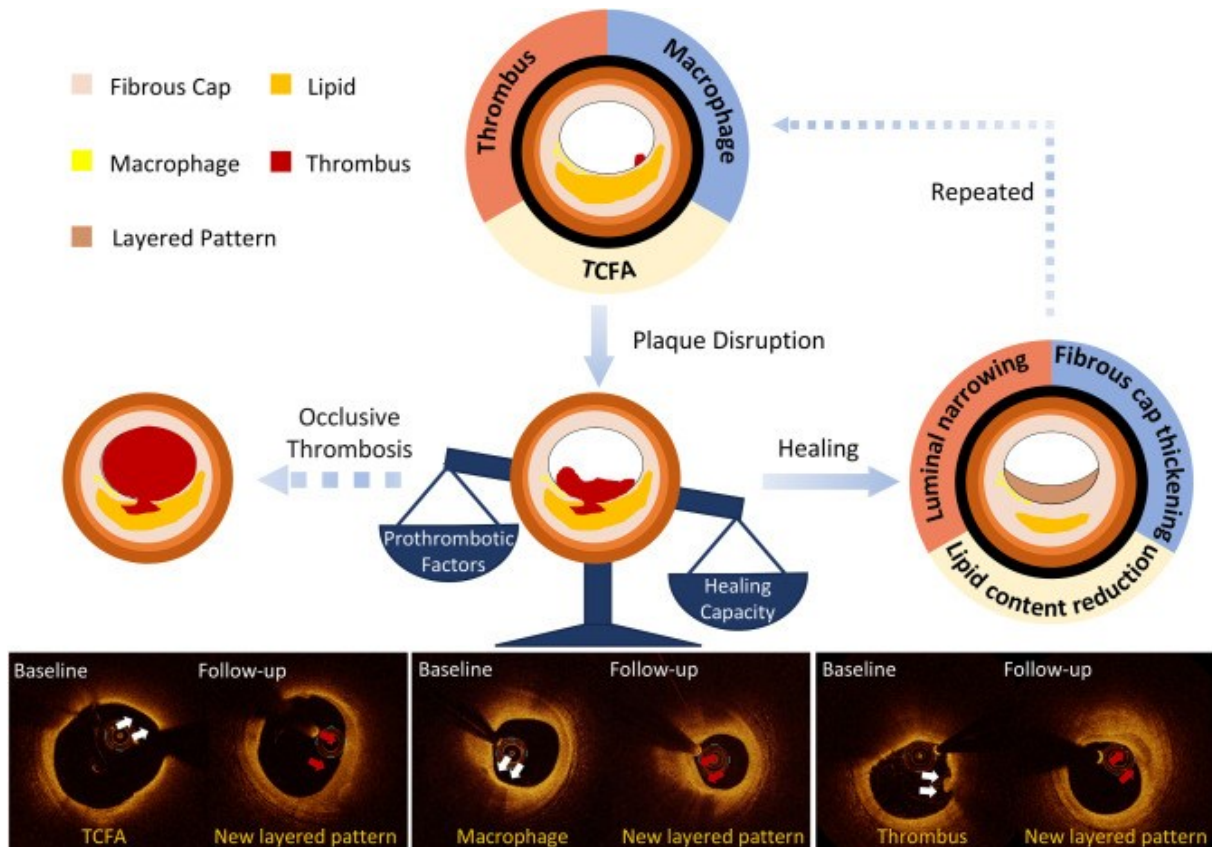 Fibrous Cap
Lipid
Macrophage
Thrombus
Layered Pattern
Thrombus
Macrophage
TCFA
Repeated
Plaque Disruption
Occlusive
Thrombosis
Healing
Prothrombotic
Factors
Healing
Capacity
Luminal narrowing
Fibrous cap thickening
Lipid content reduction
Baseline
Follow-up
TCFA
New layered pattern
Baseline
Follow-up
Macrophage
New layered pattern
Baseline
Follow-up
Thrombus
New layered pattern